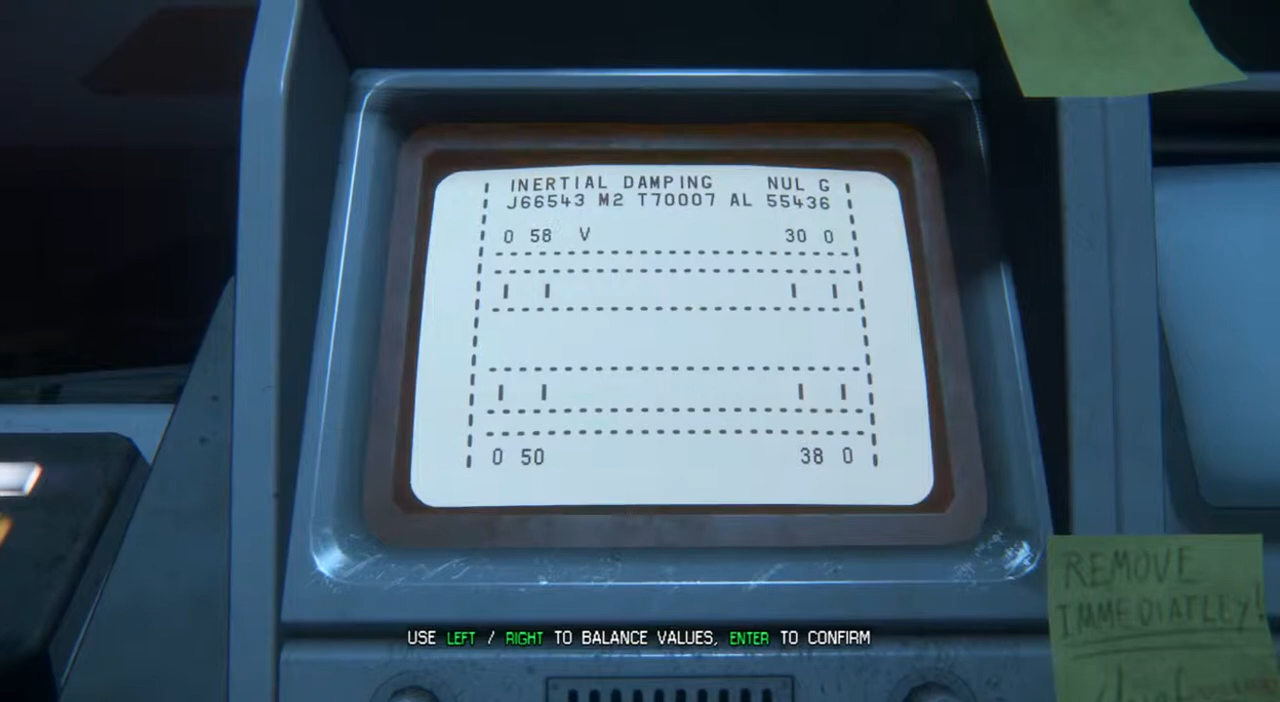 INERTIAL DAMPING NUL G
J66543 M2 T70007 AL 55436
0 58 V 30 0
0 50 38 0
REMOVE
IMMEDIATLEY!
USE LEFT / RIGHT TO BALANCE VALUES, ENTER TO CONFIRM